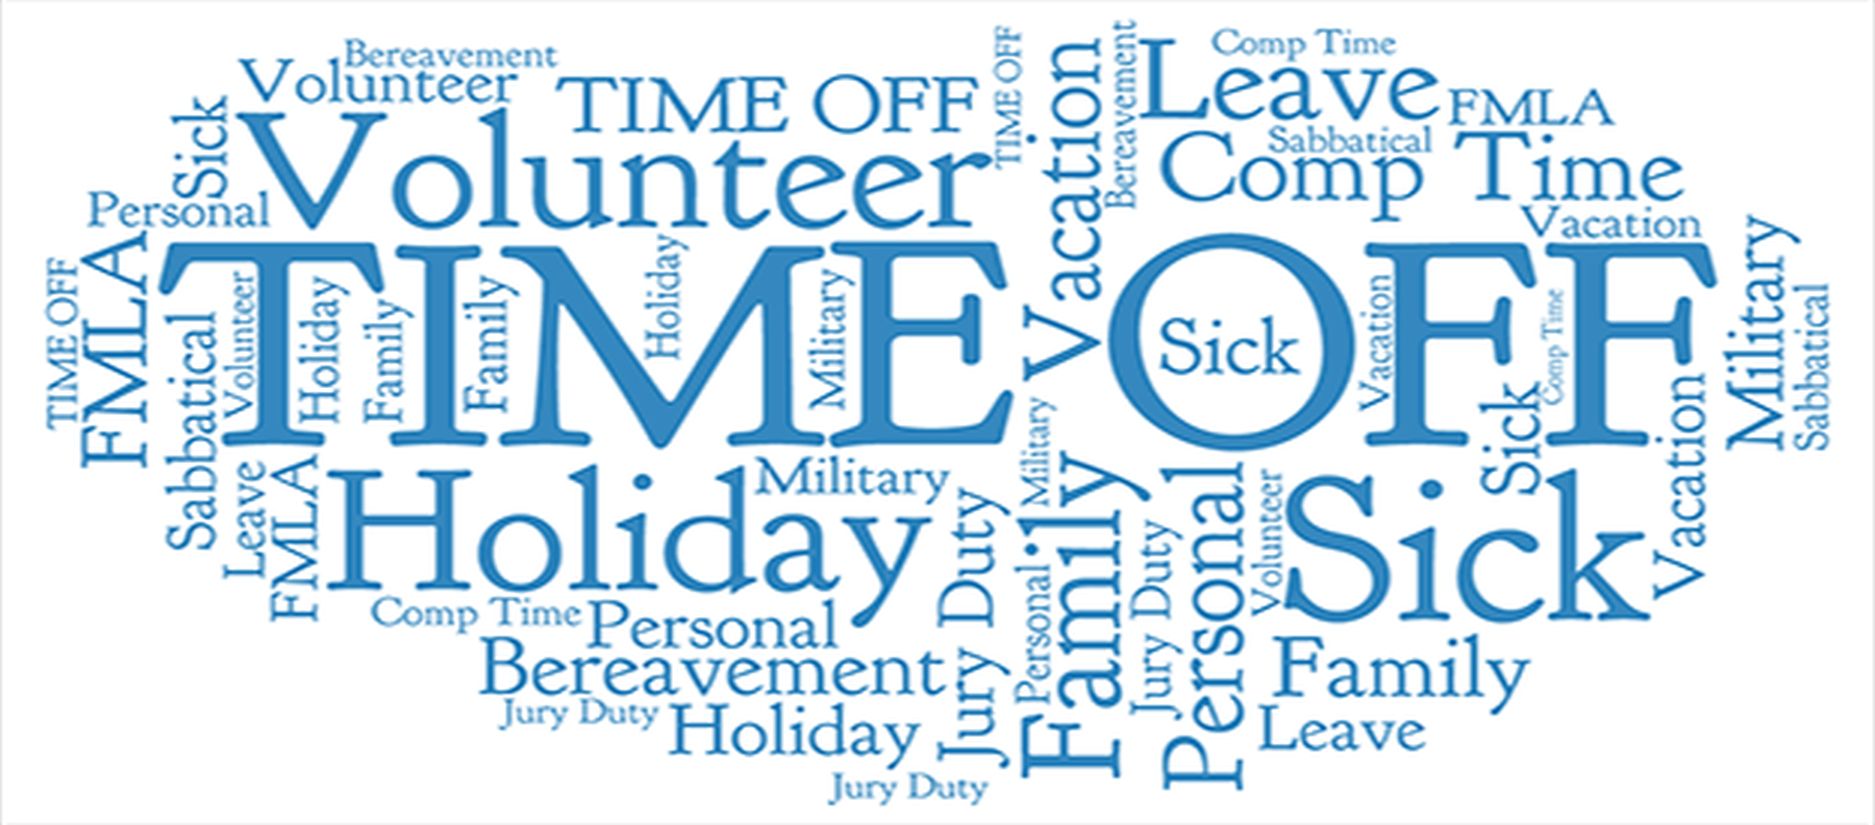 Bereavement
Volunteer
TIME OFF
TIME OFF
Vacation
Bereavement
Leave
Comp Time
FMLA
Sick
Volunteer
Sabbatical
Comp Time
Personal
Vacation
TIME OFF
FMLA
TIME OFF
Sabbatical
Volunteer
Holiday
Family
Family
Holiday
Military
Sick
Vacation
Comp Time
Sick
Vacation
Military
Sabbatical
Leave
FMLA
Holiday
Military
Jury Duty
Military
Family
Personal
Jury Duty
Personal
Volunteer
Sick
Comp Time
Personal
Bereavement
Family
Jury Duty
Holiday
Leave
Jury Duty